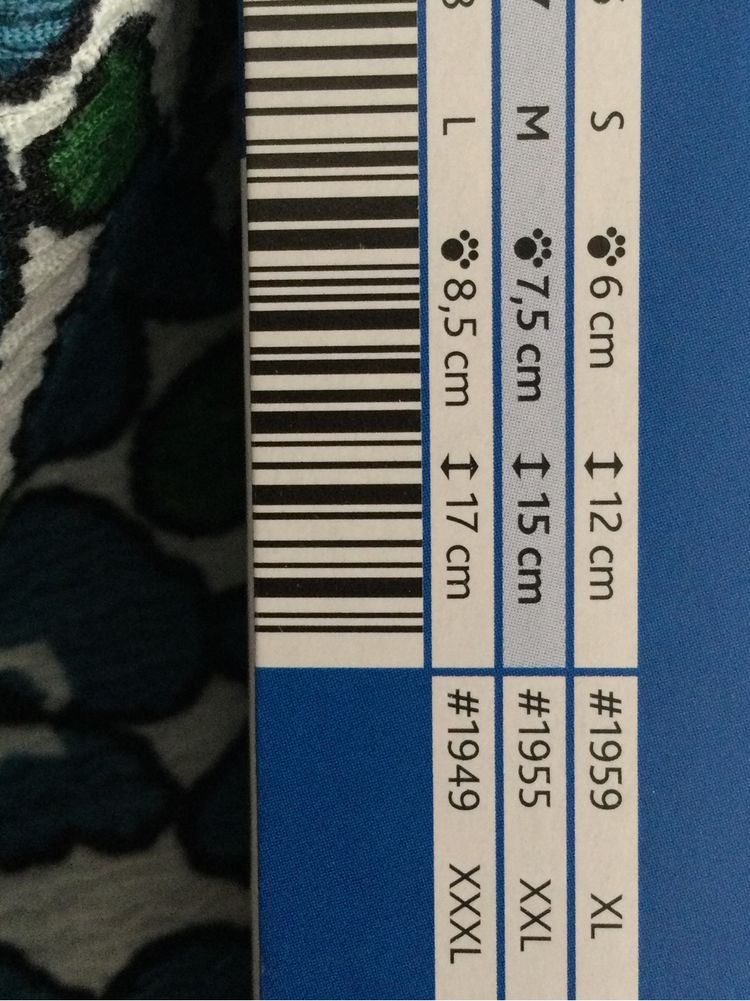 S 6 cm ↕ 12 cm #1959 XL
M 7,5 cm ↕ 15 cm #1955 XXL
L 8,5 cm ↕ 17 cm #1949 XXXL